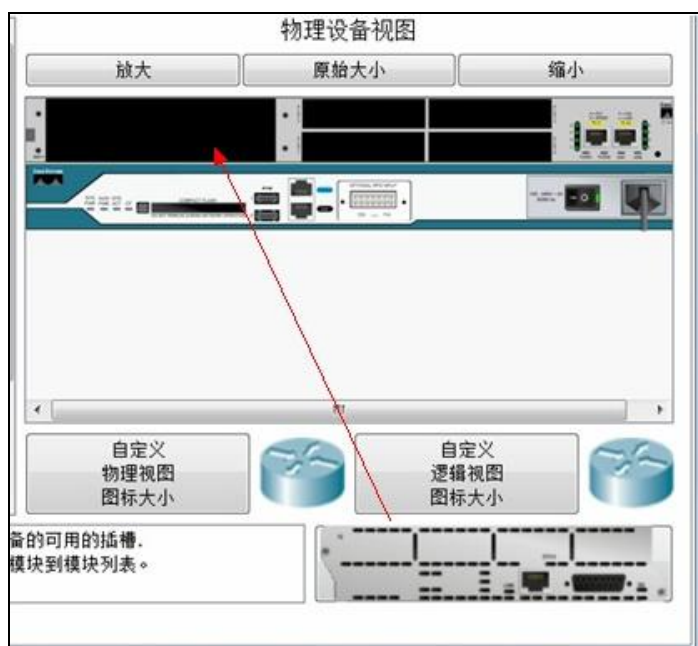 物理设备视图
放大
原始大小
缩小
自定义
物理视图
图标大小
自定义
逻辑视图
图标大小
备的可用的插槽.
模块到模块列表。